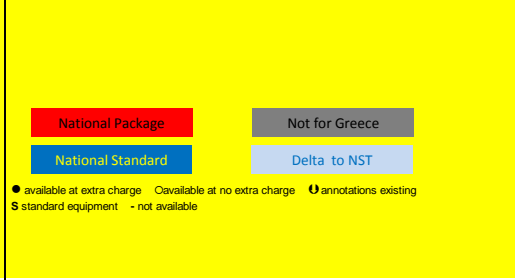 National Package Not for Greece
National Standard Delta to NST
● available at extra charge Oavailable at no extra charge annotations existing
S standard equipment - not available